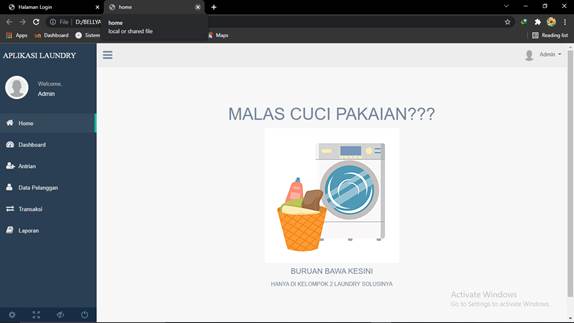 Halaman Login
home
File
D:/BELLYA
home
local or shared file
Apps
Dashboard
Sistem
Maps
Reading list
APLIKASI LAUNDRY
Welcome,
Admin
Admin
Home
Dashboard
Antrian
Data Pelanggan
Transaksi
Laporan
MALAS CUCI PAKAIAN???
BURUAN BAWA KESINI
HANYA DI KELOMPOK 2 LAUNDRY SOLUSINYA
Activate Windows
Go to Settings to activate Windows.